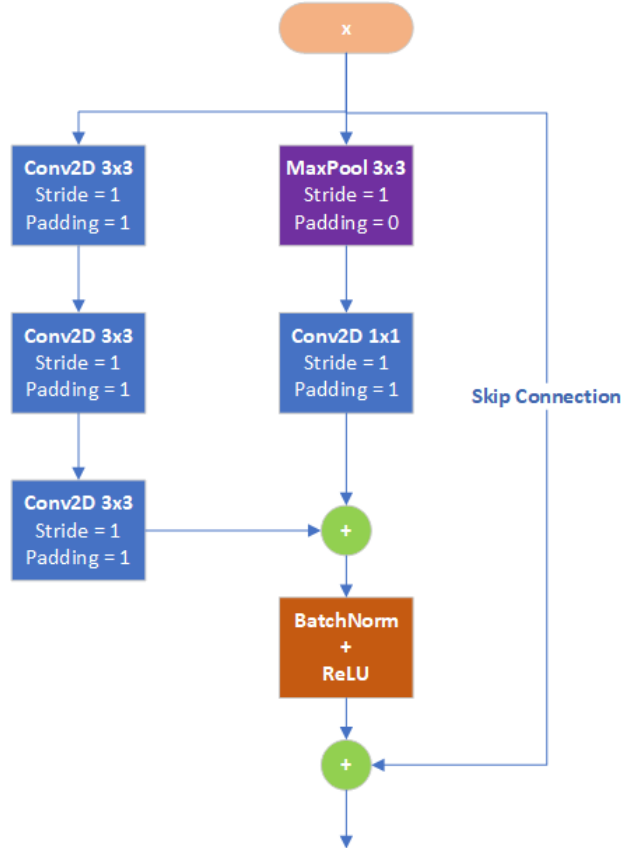 x
Conv2D 3x3
Stride = 1
Padding = 1
MaxPool 3x3
Stride = 1
Padding = 0
Conv2D 3x3
Stride = 1
Padding = 1
Conv2D 1x1
Stride = 1
Padding = 1
Skip Connection
Conv2D 3x3
Stride = 1
Padding = 1
+
BatchNorm
+
ReLU
+